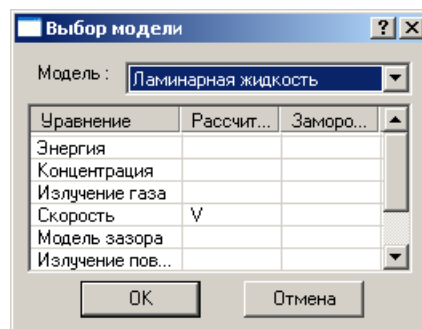 Выбор модели
Модель : Ламинарная жидкость
Уравнение Рассчит... Заморо...
Энергия
Концентрация
Излучение газа
Скорость V
Модель зазора
Излучение пов...
OK Отмена